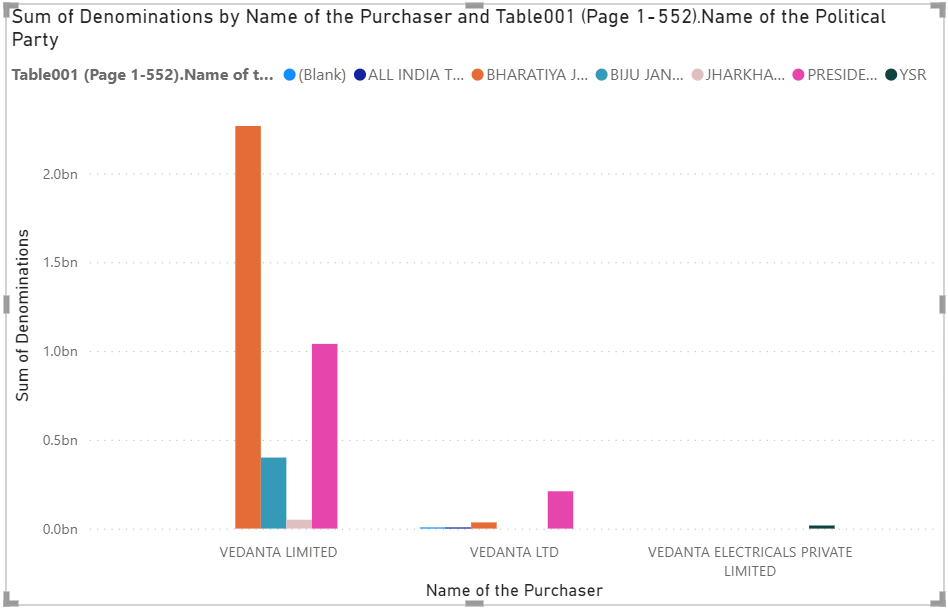 Sum of Denominations by Name of the Purchaser and Table001 (Page 1-552).Name of the Political
Party
Table001 (Page 1-552).Name of t... (Blank) ALL INDIA T... BHARATIYA J... BIJU JAN... JHARKHA... PRESIDE... YSR
2.0bn
1.5bn
1.0bn
0.5bn
0.0bn
Sum of Denominations
VEDANTA LIMITED VEDANTA LTD VEDANTA ELECTRICALS PRIVATE
LIMITED
Name of the Purchaser